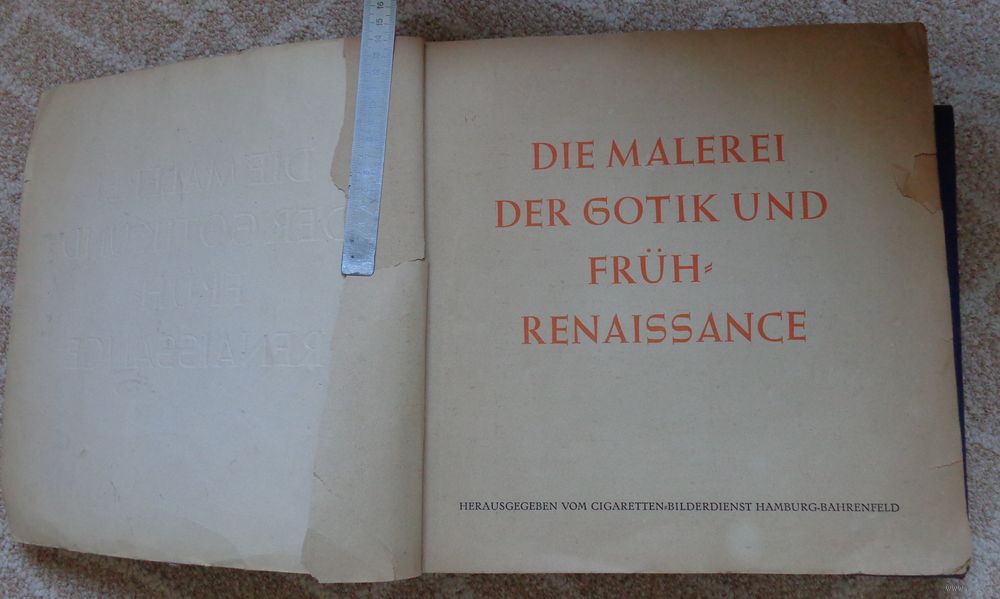 DIE MALEREI
DER GOTIK UND
FRÜH-
RENAISSANCE
HERAUSGEGEBEN VOM CIGARETTEN-BILDERDIENST HAMBURG-BAHRENFELD